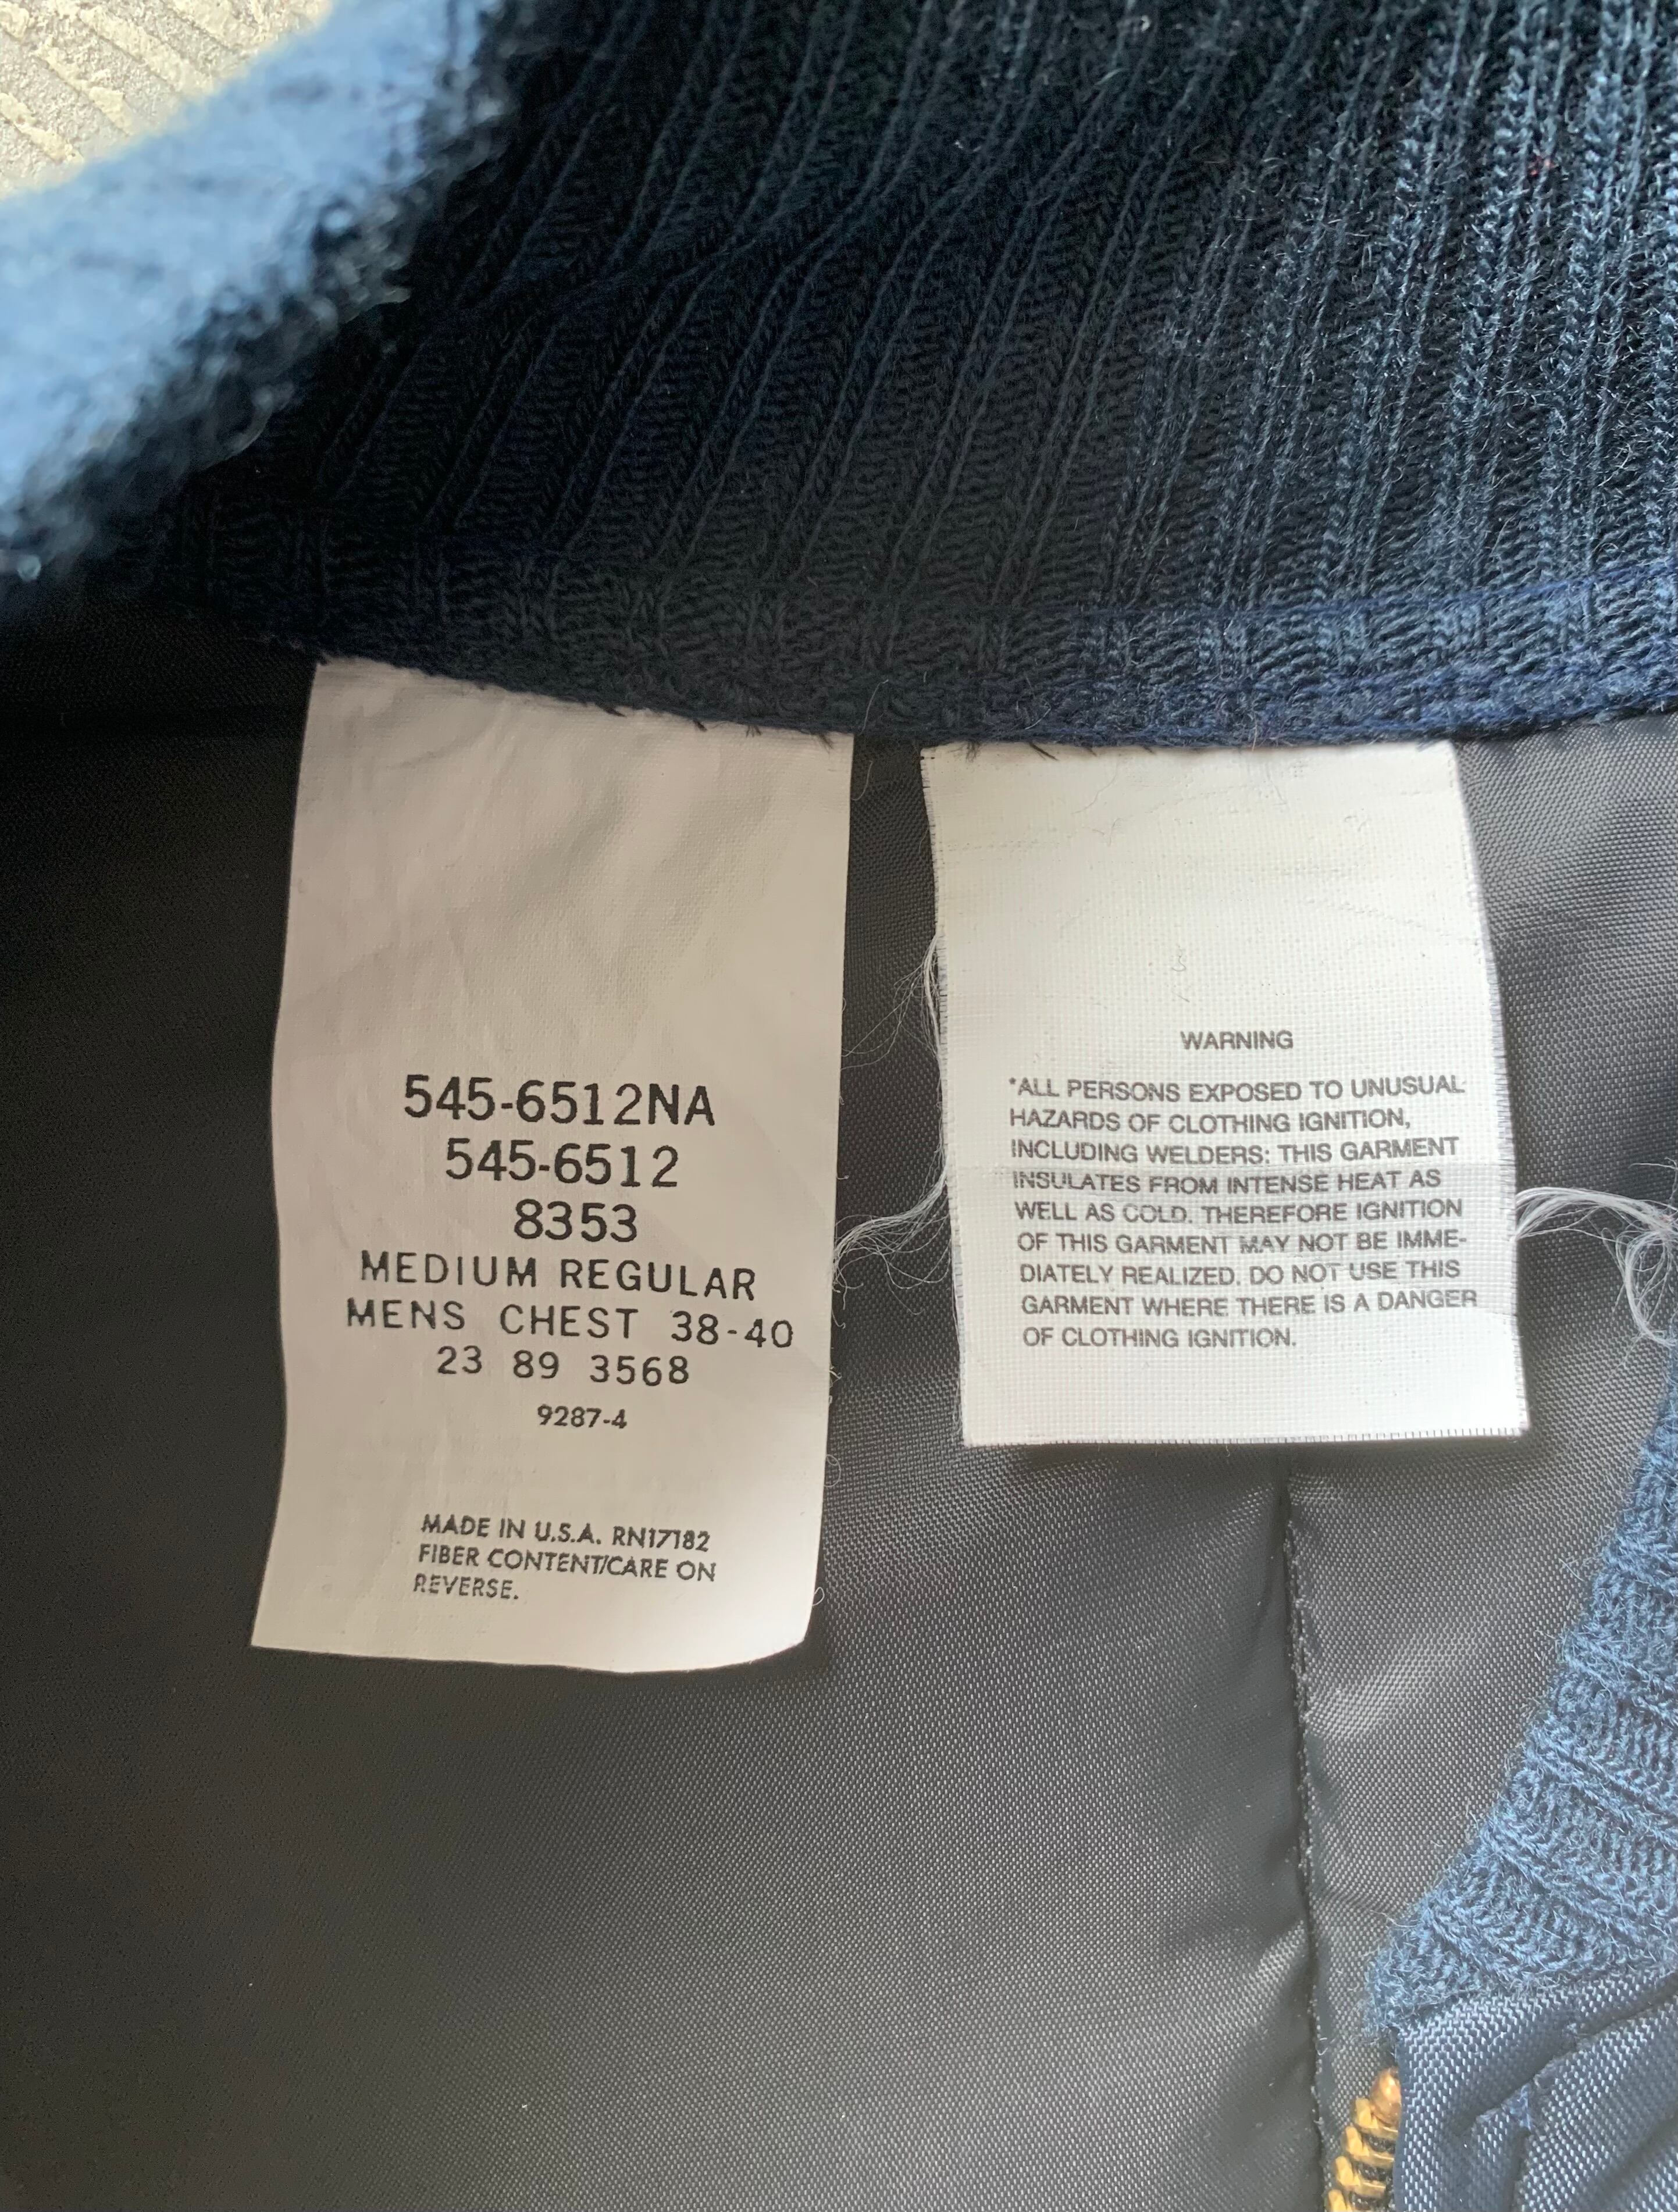 545-6512NA
545-6512
8353
MEDIUM REGULAR
MENS CHEST 38-40
23 89 3568
9287-4
MADE IN U.S.A. RN17182
FIBER CONTENT/CARE ON
REVERSE.
WARNING
*ALL PERSONS EXPOSED TO UNUSUAL
HAZARDS OF CLOTHING IGNITION,
INCLUDING WELDERS: THIS GARMENT
INSULATES FROM INTENSE HEAT AS
WELL AS COLD. THEREFORE IGNITION
OF THIS GARMENT MAY NOT BE IMME-
DIATELY REALIZED. DO NOT USE THIS
GARMENT WHERE THERE IS A DANGER
OF CLOTHING IGNITION.